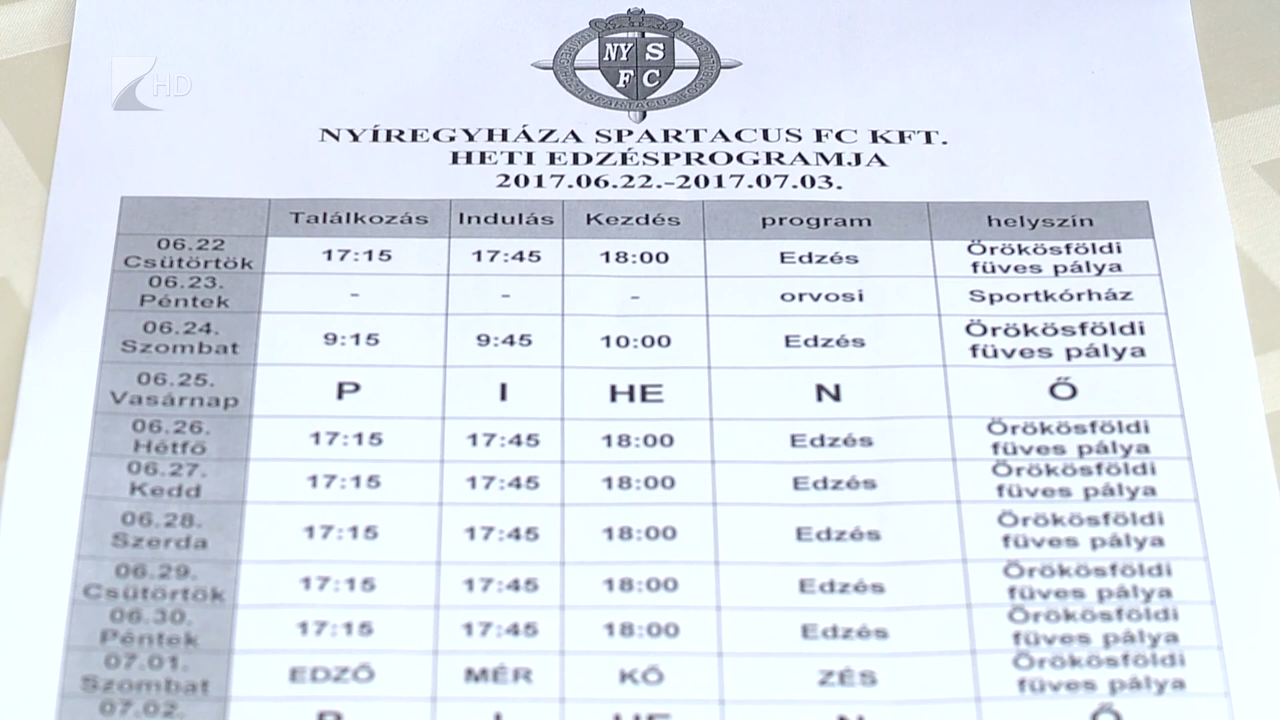 HD
NY S
F C
NYÍREGYHÁZA SPARTACUS FC KFT.
HETI EDZÉSPROGRAMJA
2017.06.22.-2017.07.03.
Találkozás Indulás Kezdés program helyszín
06.22 Csütörtök 17:15 17:45 18:00 Edzés Örökösföldi füves pálya
06.23. Péntek - - - orvosi Sportkórház
06.24. Szombat 9:15 9:45 10:00 Edzés Örökösföldi füves pálya
06.25. Vasárnap P I HE N Ő
06.26. Hétfő 17:15 17:45 18:00 Edzés Örökösföldi füves pálya
06.27. Kedd 17:15 17:45 18:00 Edzés Örökösföldi füves pálya
06.28. Szerda 17:15 17:45 18:00 Edzés Örökösföldi füves pálya
06.29. Csütörtök 17:15 17:45 18:00 Edzés Örökösföldi füves pálya
06.30. Péntek 17:15 17:45 18:00 Edzés Örökösföldi füves pálya
07.01. Szombat EDZŐ MÉR KŐ ZÉS Örökösföldi füves pálya
07.02. P I HE N Ő